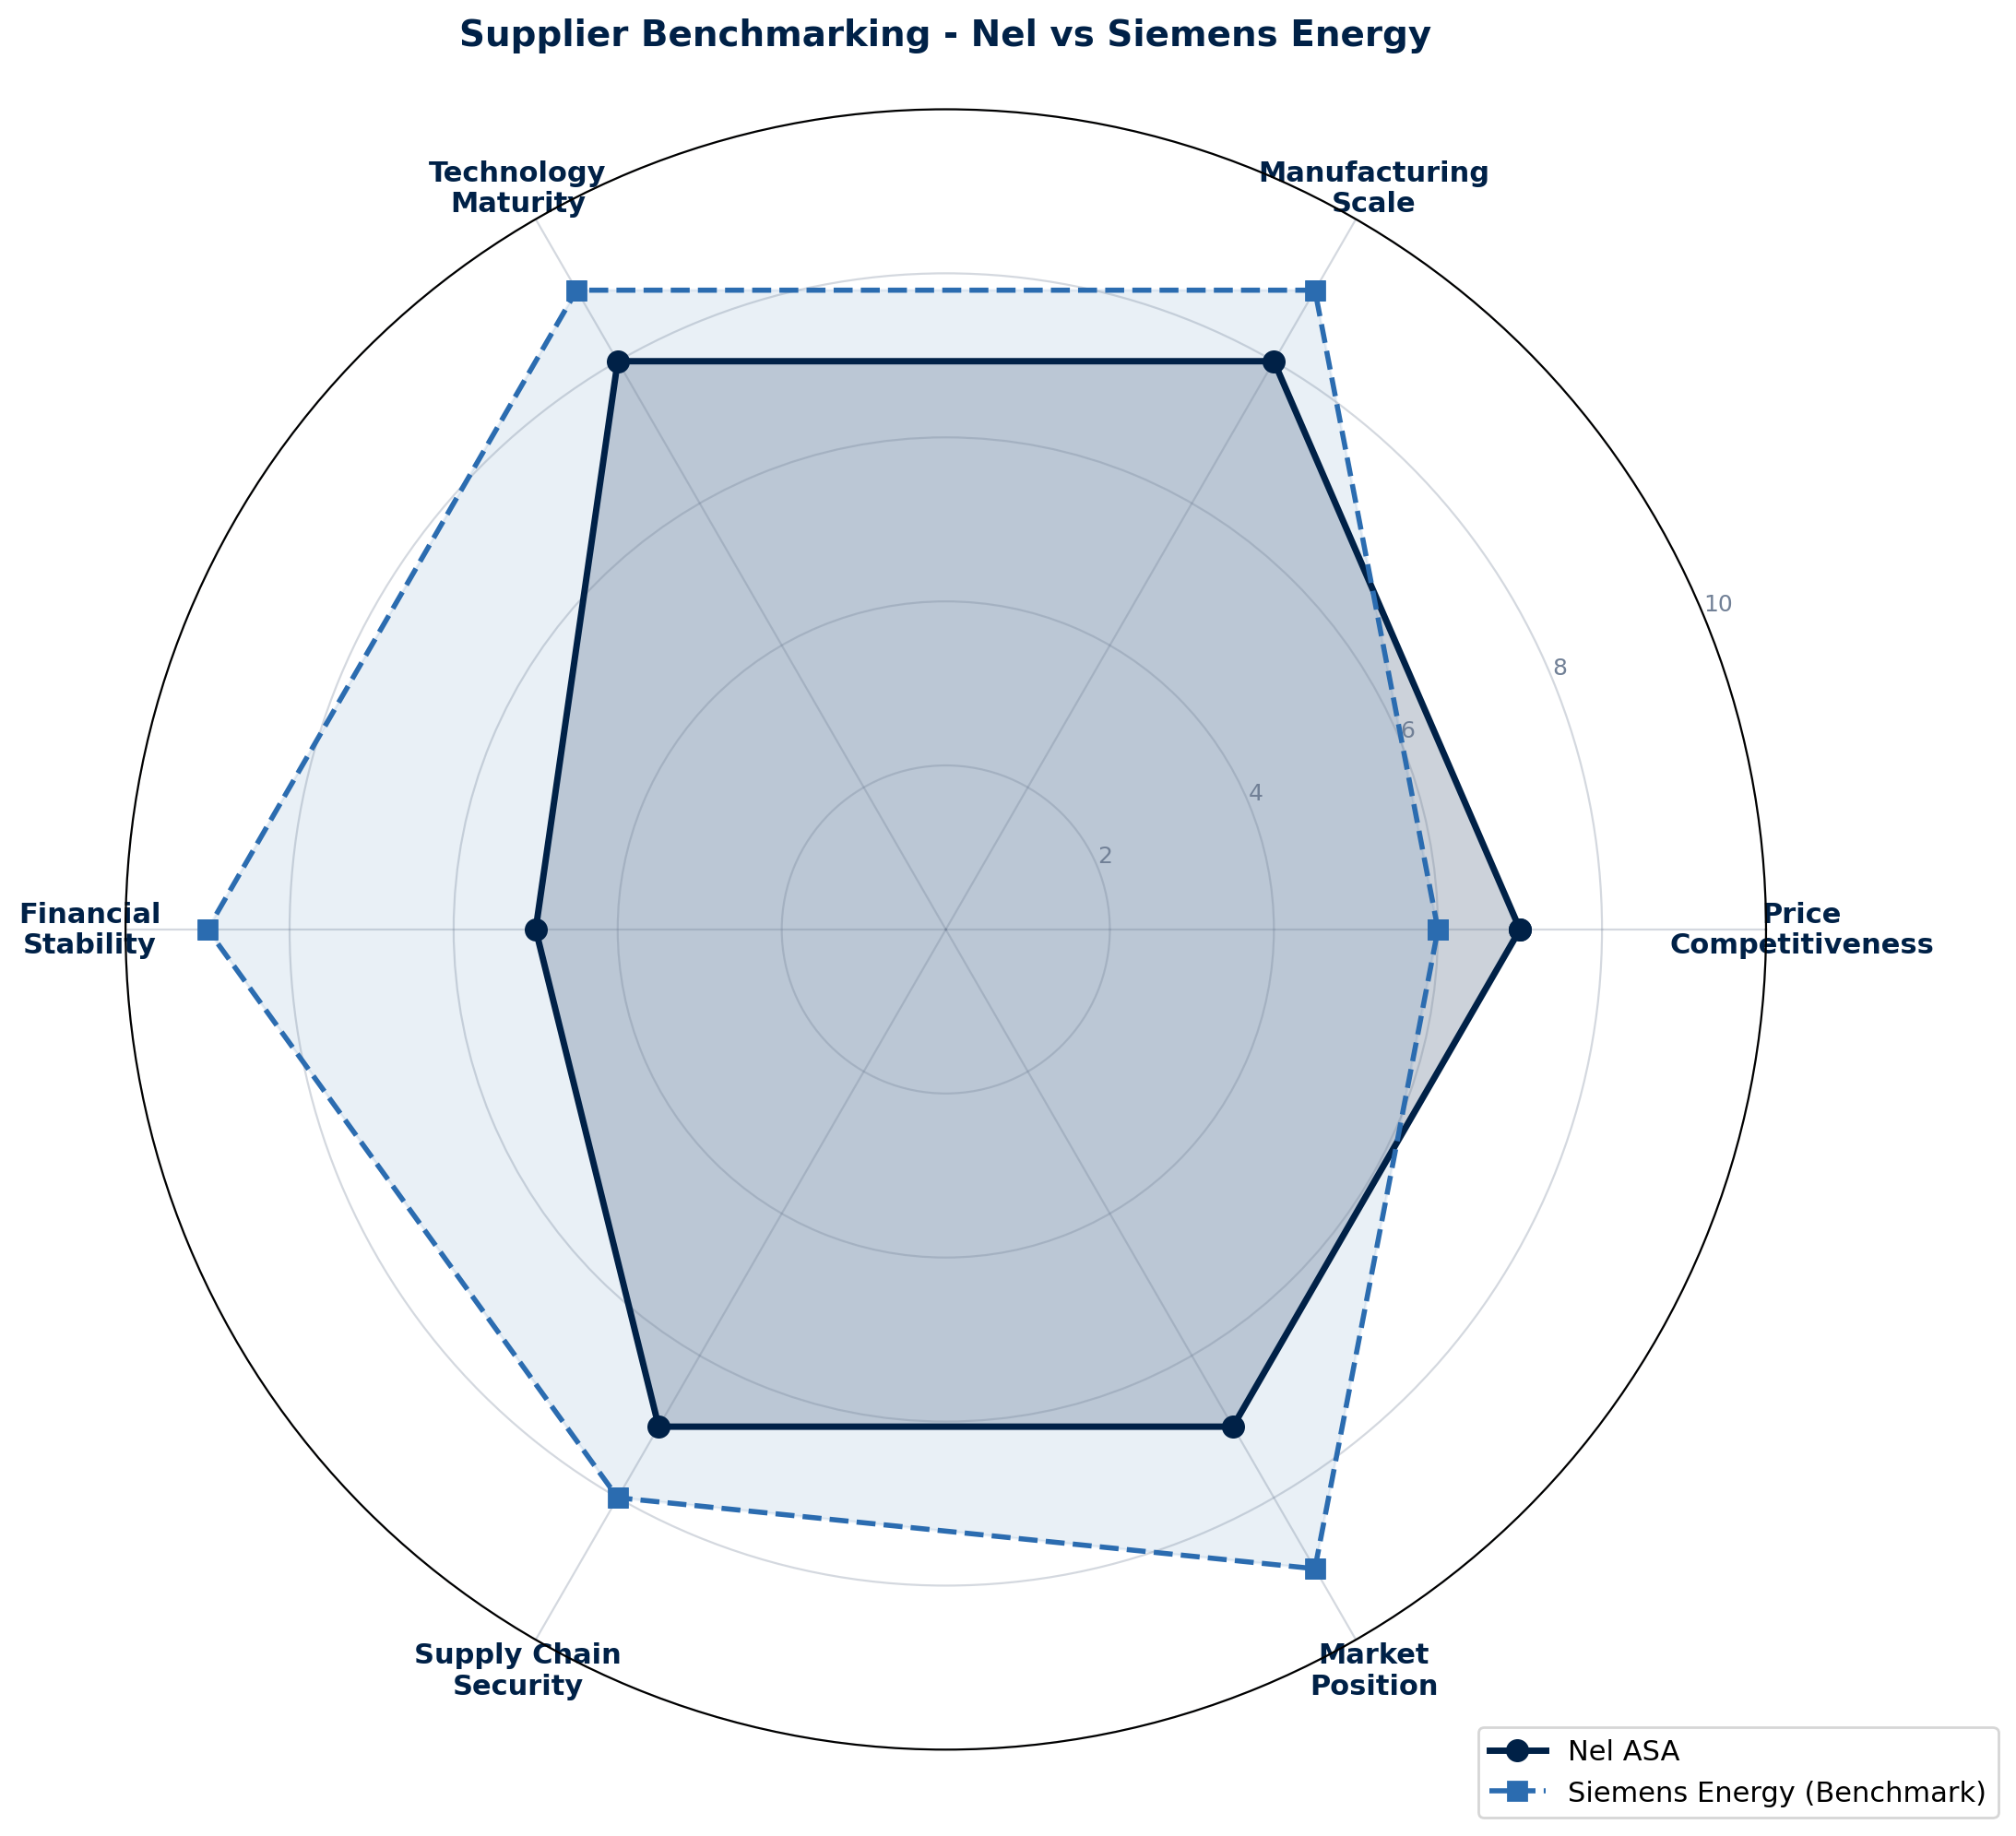 Supplier Benchmarking - Nel vs Siemens Energy
Technology
Maturity
Manufacturing
Scale
10
8
6
4
2
Financial
Stability
Price
Competitiveness
Supply Chain
Security
Market
Position
Nel ASA
Siemens Energy (Benchmark)